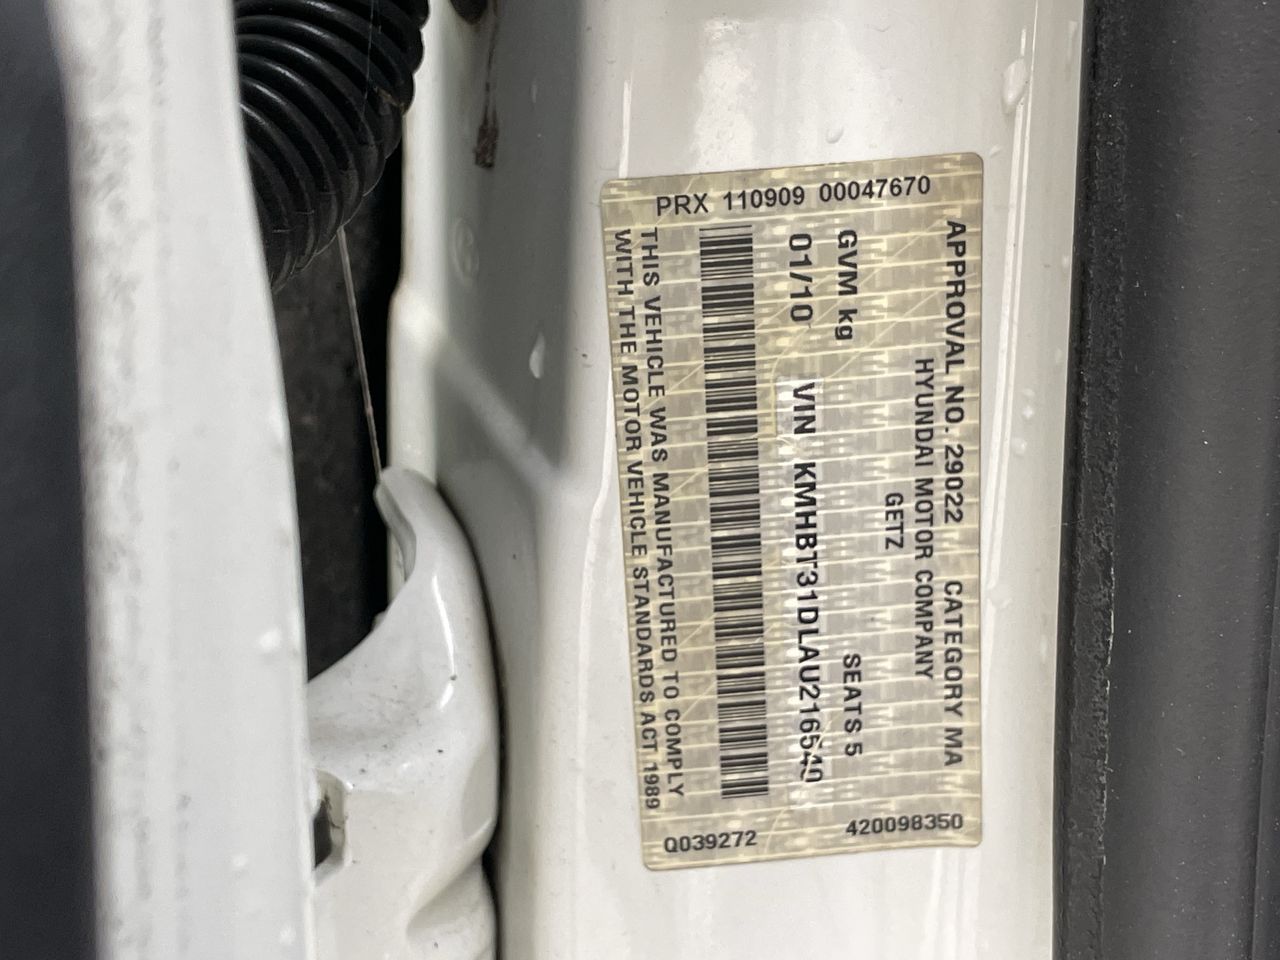 PRX 110909 00047670
APPROVAL NO. 29022 CATEGORY MA
HYUNDAI MOTOR COMPANY
GETZ
GVM kg SEATS 5
01/10 VIN KMHBT31DLAU216540
THIS VEHICLE WAS MANUFACTURED TO COMPLY
WITH THE MOTOR VEHICLE STANDARDS ACT 1989
Q039272 420098350